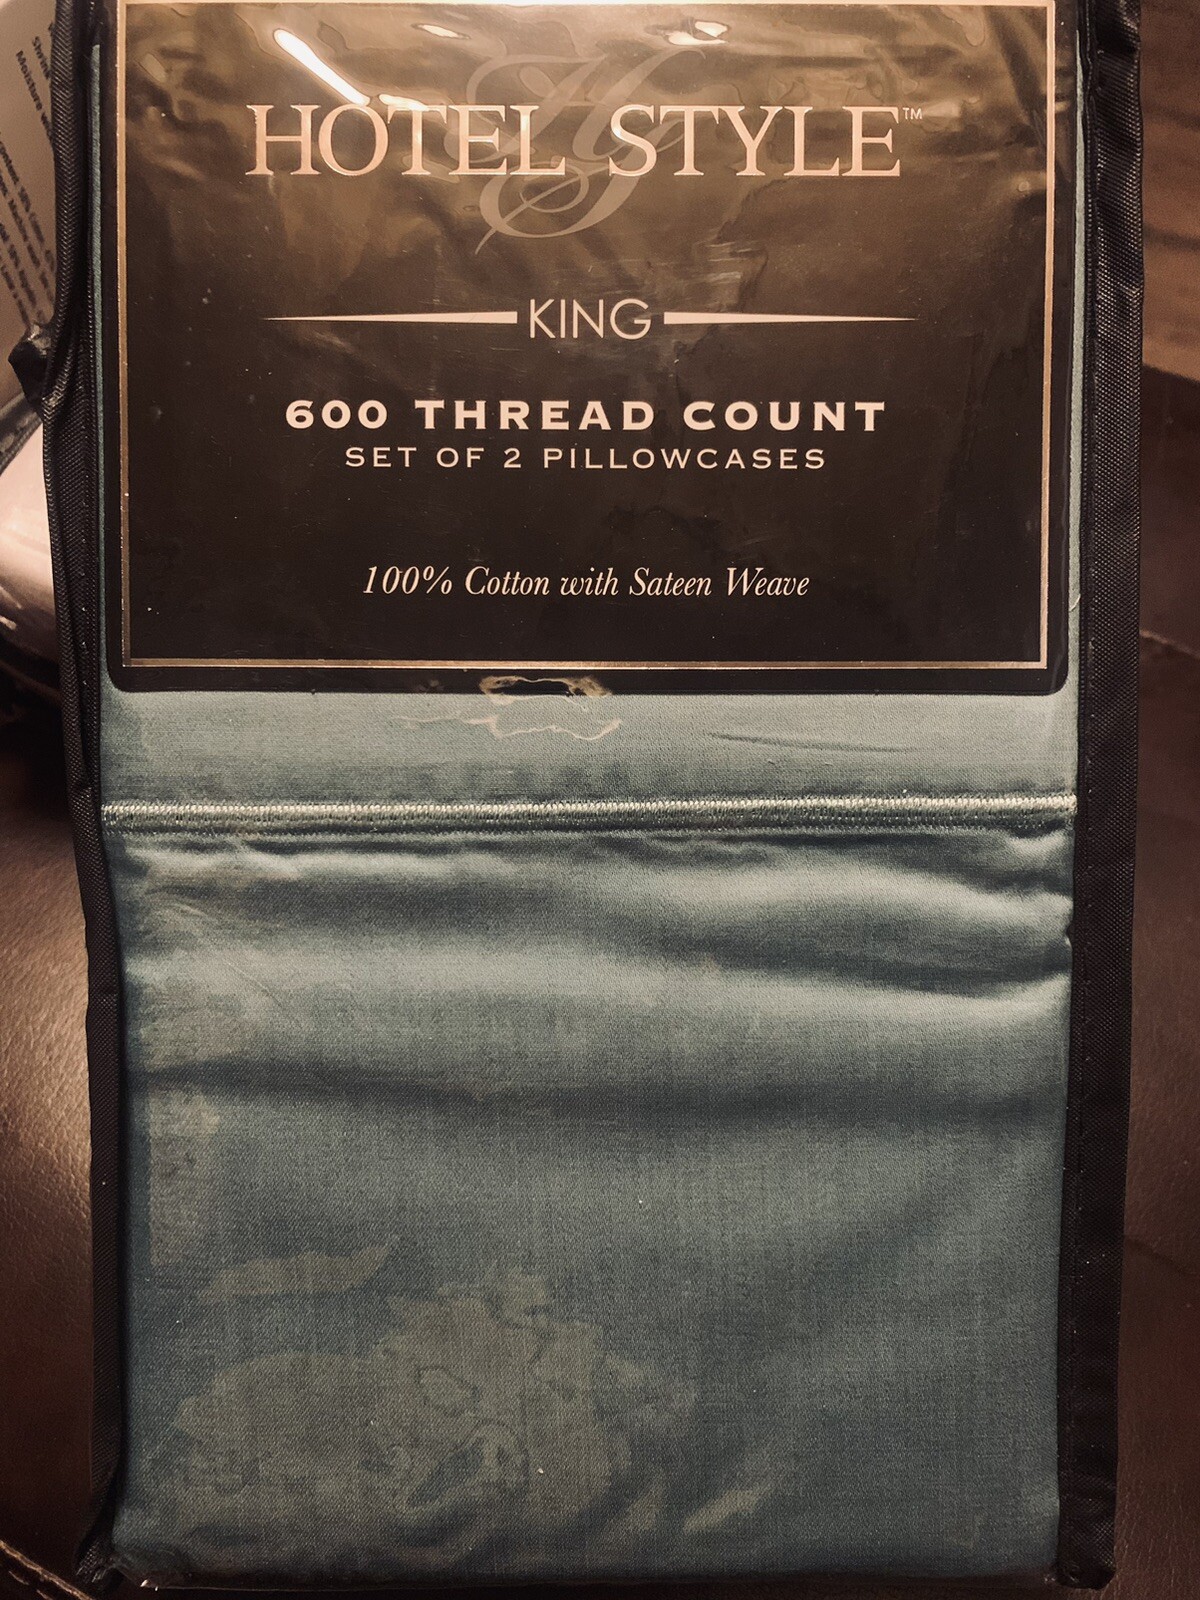 HOTEL STYLE™
KING
600 THREAD COUNT
SET OF 2 PILLOWCASES
100% Cotton with Sateen Weave